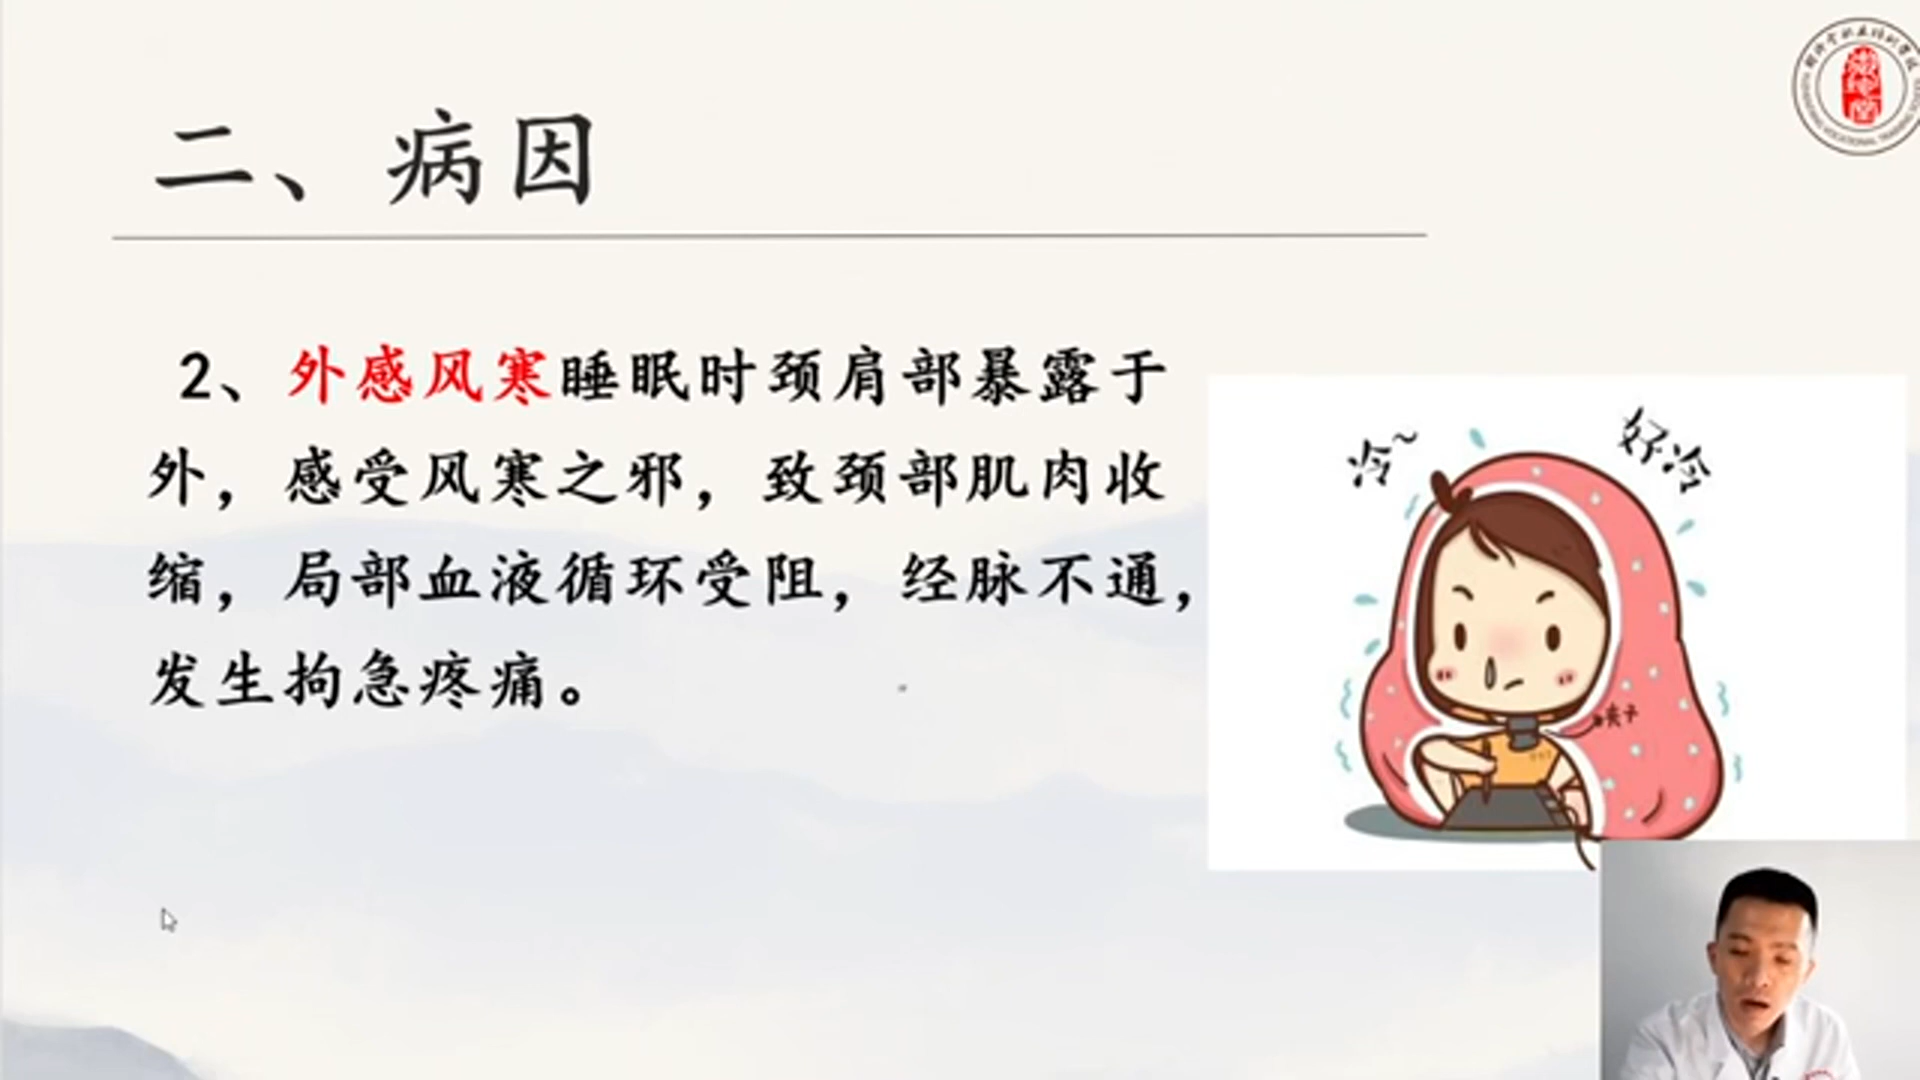 二、病因
2、外感风寒睡眠时颈肩部暴露于
外，感受风寒之邪，致颈部肌肉收
缩，局部血液循环受阻，经脉不通，
发生拘急疼痛。
冷~
好冷